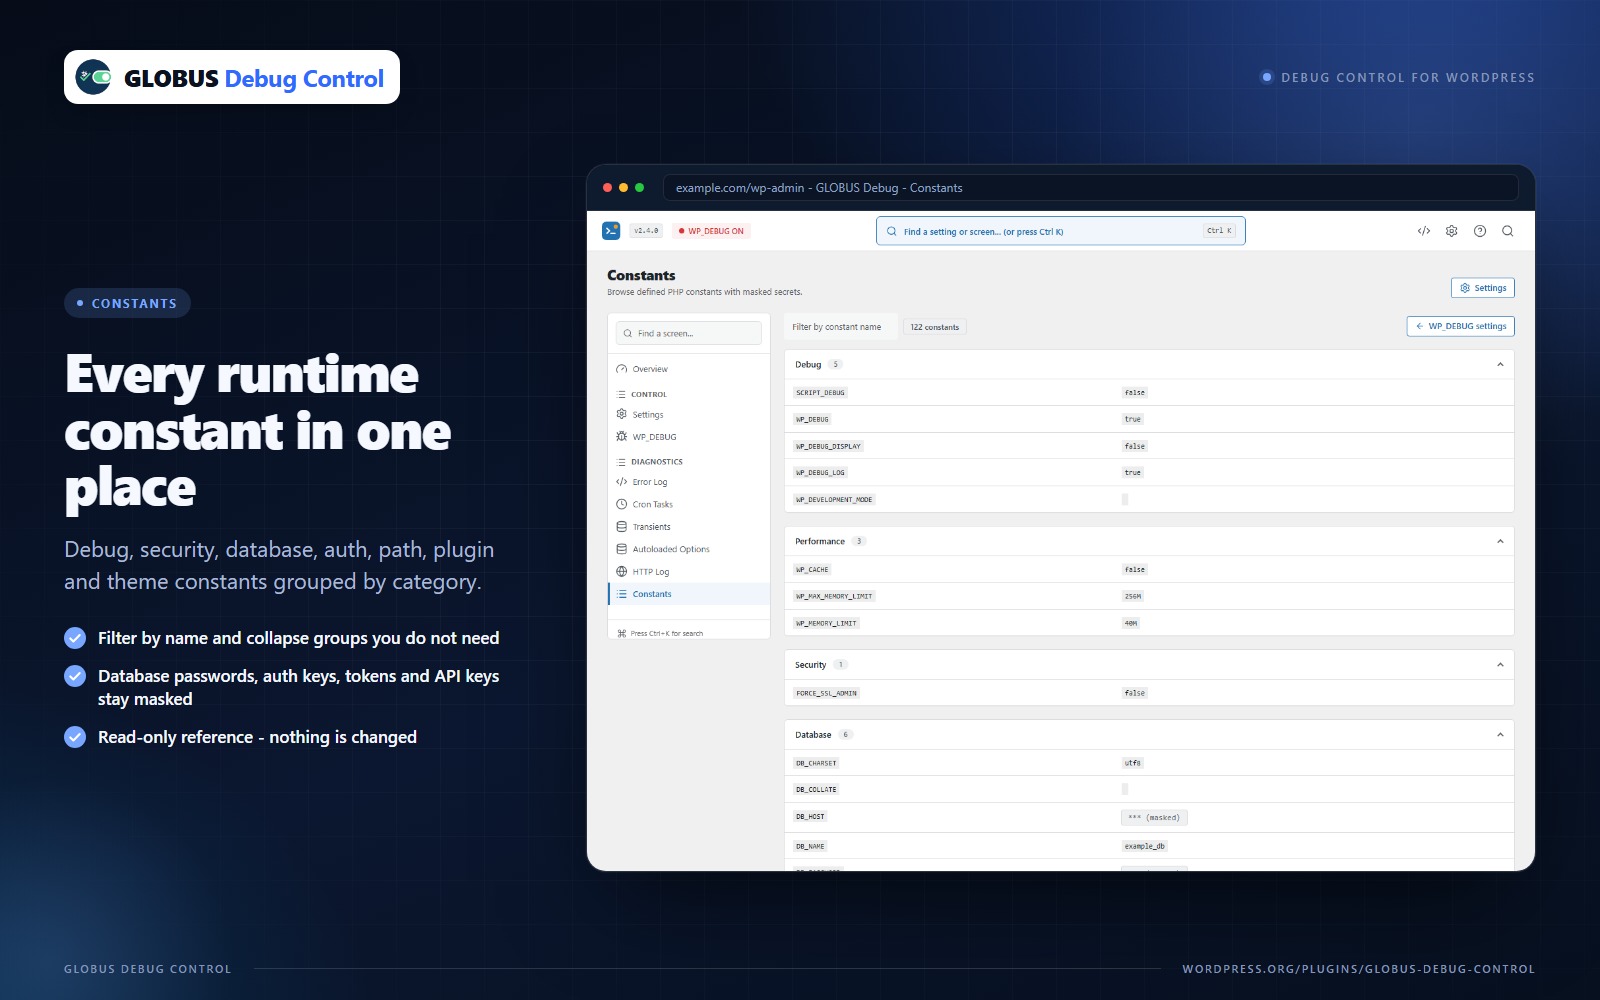 GLOBUS Debug Control
DEBUG CONTROL FOR WORDPRESS
CONSTANTS
Every runtime
constant in one
place
Debug, security, database, auth, path, plugin
and theme constants grouped by category.
Filter by name and collapse groups you do not need
Database passwords, auth keys, tokens and API keys
stay masked
Read-only reference - nothing is changed
example.com/wp-admin - GLOBUS Debug - Constants
v2.4.0
WP_DEBUG ON
Find a setting or screen... (or press Ctrl K)
Ctrl K
Constants
Browse defined PHP constants with masked secrets.
Settings
Find a screen...
Overview
CONTROL
Settings
WP_DEBUG
DIAGNOSTICS
Error Log
Cron Tasks
Transients
Autoloaded Options
HTTP Log
Constants
Press Ctrl+K for search
Filter by constant name
122 constants
WP_DEBUG settings
Debug 5
SCRIPT_DEBUG false
WP_DEBUG true
WP_DEBUG_DISPLAY false
WP_DEBUG_LOG true
WP_DEVELOPMENT_MODE
Performance 3
WP_CACHE false
WP_MAX_MEMORY_LIMIT 256M
WP_MEMORY_LIMIT 40M
Security 1
FORCE_SSL_ADMIN false
Database 6
DB_CHARSET utf8
DB_COLLATE
DB_HOST *** (masked)
DB_NAME example_db
GLOBUS DEBUG CONTROL
WORDPRESS.ORG/PLUGINS/GLOBUS-DEBUG-CONTROL